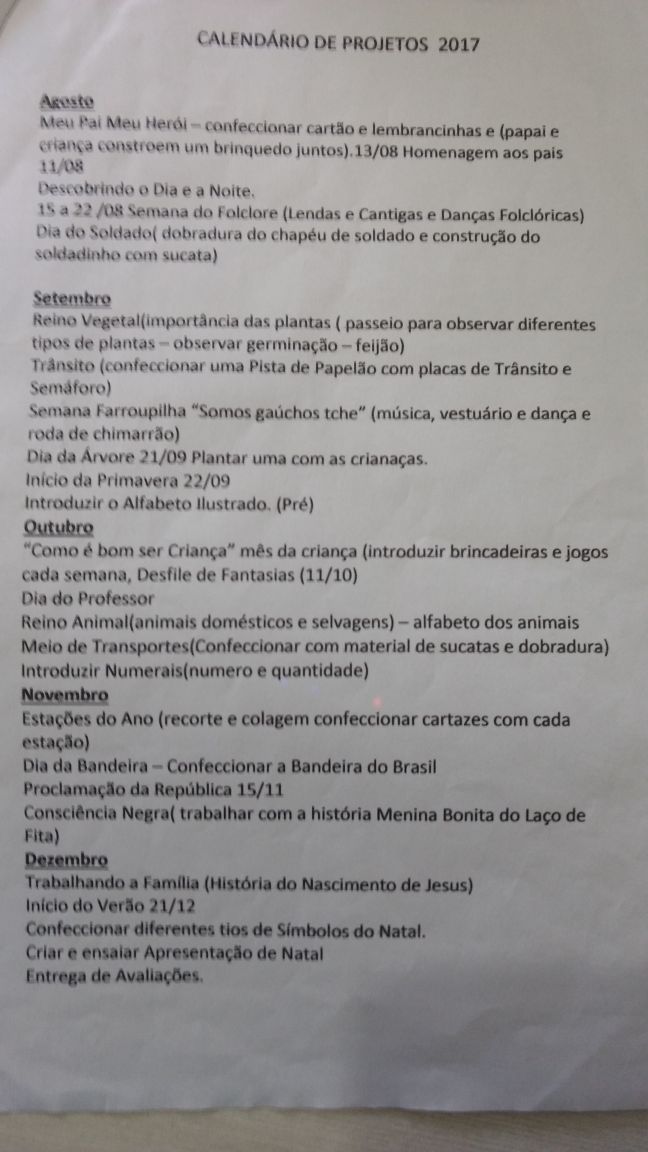 CALENDÁRIO DE PROJETOS 2017
Agosto
Meu Pai Meu Herói – confeccionar cartão e lembrancinhas e (papai e
criança constroem um brinquedo juntos).13/08 Homenagem aos pais
11/08
Descobrindo o Dia e a Noite.
15 a 22 /08 Semana do Folclore (Lendas e Cantigas e Danças Folclóricas)
Dia do Soldado( dobradura do chapéu de soldado e construção do
soldadinho com sucata)
Setembro
Reino Vegetal(importância das plantas ( passeio para observar diferentes
tipos de plantas – observar germinação – feijão)
Trânsito (confeccionar uma Pista de Papelão com placas de Trânsito e
Semáforo)
Semana Farroupilha “Somos gaúchos tche” (música, vestuário e dança e
roda de chimarrão)
Dia da Árvore 21/09 Plantar uma com as crianaças.
Início da Primavera 22/09
Introduzir o Alfabeto Ilustrado. (Pré)
Outubro
“Como é bom ser Criança” mês da criança (introduzir brincadeiras e jogos
cada semana, Desfile de Fantasias (11/10)
Dia do Professor
Reino Animal(animais domésticos e selvagens) – alfabeto dos animais
Meio de Transportes(Confeccionar com material de sucatas e dobradura)
Introduzir Numerais(numero e quantidade)
Novembro
Estações do Ano (recorte e colagem confeccionar cartazes com cada
estação)
Dia da Bandeira – Confeccionar a Bandeira do Brasil
Proclamação da República 15/11
Consciência Negra( trabalhar com a história Menina Bonita do Laço de
Fita)
Dezembro
Trabalhando a Família (História do Nascimento de Jesus)
Início do Verão 21/12
Confeccionar diferentes tios de Símbolos do Natal.
Criar e ensaiar Apresentação de Natal
Entrega de Avaliações.